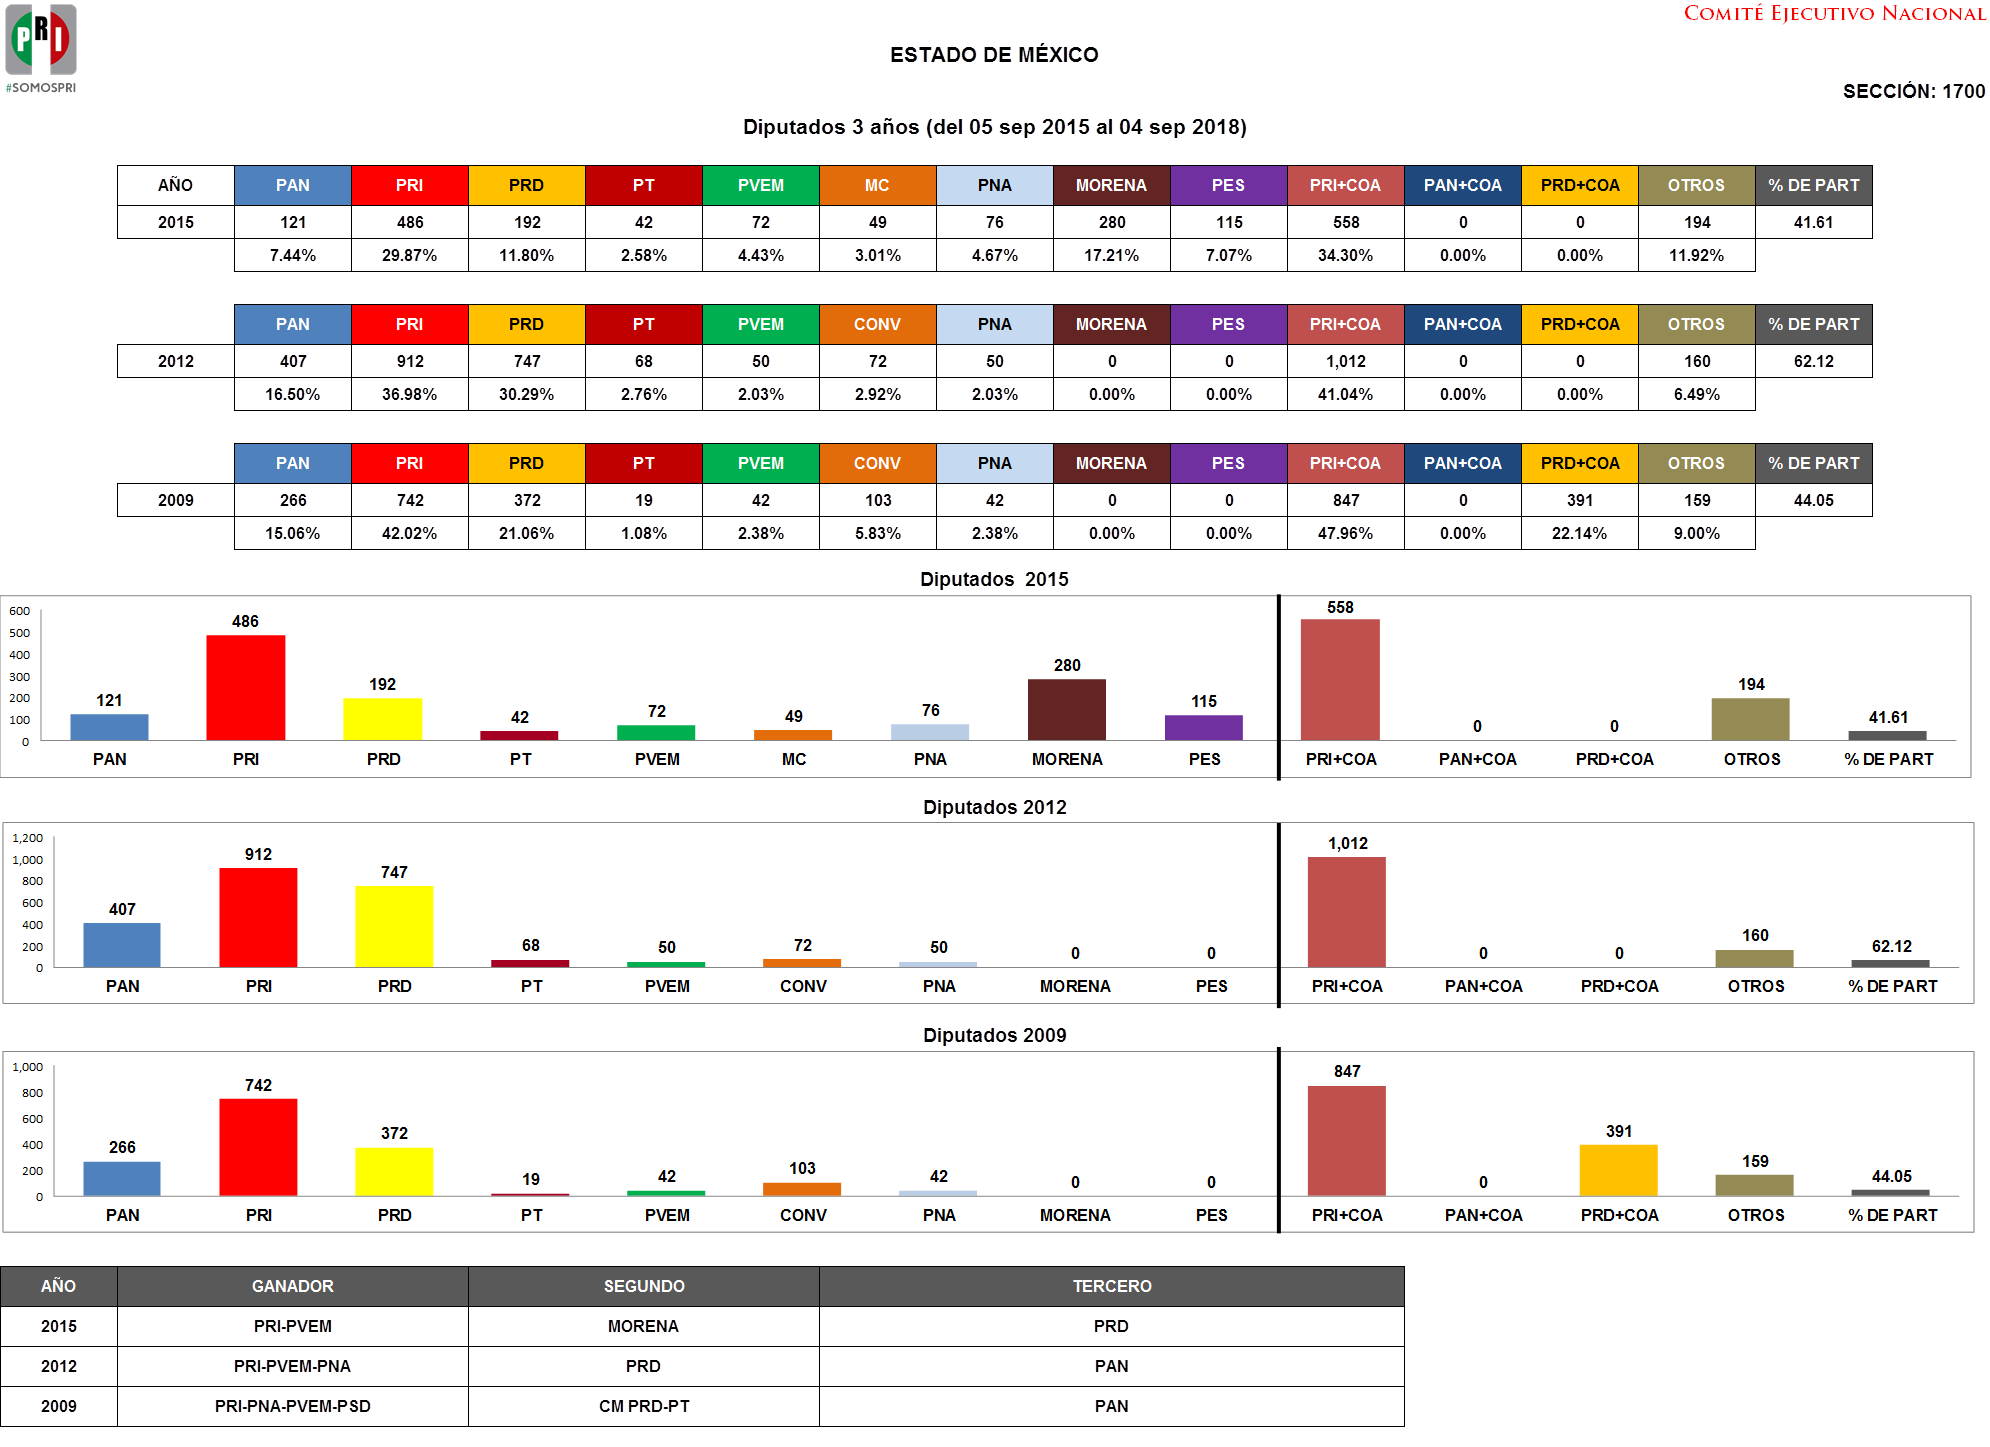 PRI
#SOMOSPRI
COMITÉ EJECUTIVO NACIONAL
ESTADO DE MÉXICO
SECCIÓN: 1700
Diputados 3 años (del 05 sep 2015 al 04 sep 2018)
AÑO PAN PRI PRD PT PVEM MC PNA MORENA PES PRI+COA PAN+COA PRD+COA OTROS % DE PART
2015 121 486 192 42 72 49 76 280 115 558 0 0 194 41.61
7.44% 29.87% 11.80% 2.58% 4.43% 3.01% 4.67% 17.21% 7.07% 34.30% 0.00% 0.00% 11.92%
PAN PRI PRD PT PVEM CONV PNA MORENA PES PRI+COA PAN+COA PRD+COA OTROS % DE PART
2012 407 912 747 68 50 72 50 0 0 1,012 0 0 160 62.12
16.50% 36.98% 30.29% 2.76% 2.03% 2.92% 2.03% 0.00% 0.00% 41.04% 0.00% 0.00% 6.49%
PAN PRI PRD PT PVEM CONV PNA MORENA PES PRI+COA PAN+COA PRD+COA OTROS % DE PART
2009 266 742 372 19 42 103 42 0 0 847 0 391 159 44.05
15.06% 42.02% 21.06% 1.08% 2.38% 5.83% 2.38% 0.00% 0.00% 47.96% 0.00% 22.14% 9.00%
Diputados 2015
600
500
400
300
200
100
0
121 486 192 42 72 49 76 280 115 558 0 0 194 41.61
PAN PRI PRD PT PVEM MC PNA MORENA PES PRI+COA PAN+COA PRD+COA OTROS % DE PART
Diputados 2012
1,200
1,000
800
600
400
200
0
407 912 747 68 50 72 50 0 0 1,012 0 0 160 62.12
PAN PRI PRD PT PVEM CONV PNA MORENA PES PRI+COA PAN+COA PRD+COA OTROS % DE PART
Diputados 2009
1,000
800
600
400
200
0
266 742 372 19 42 103 42 0 0 847 0 391 159 44.05
PAN PRI PRD PT PVEM CONV PNA MORENA PES PRI+COA PAN+COA PRD+COA OTROS % DE PART
AÑO GANADOR SEGUNDO TERCERO
2015 PRI-PVEM MORENA PRD
2012 PRI-PVEM-PNA PRD PAN
2009 PRI-PNA-PVEM-PSD CM PRD-PT PAN